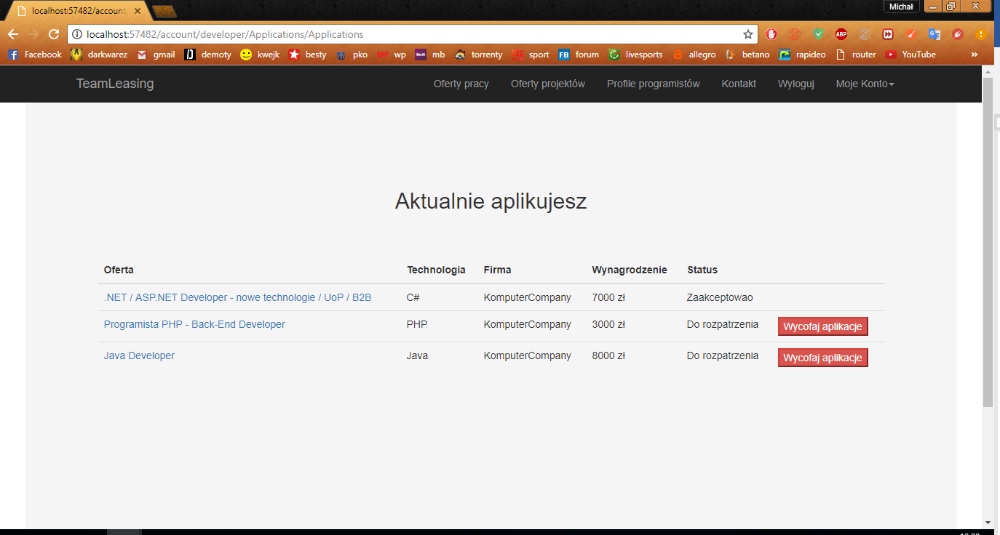 localhost:57482/account
Michał
localhost:57482/account/developer/Applications/Applications
ABP
Facebook darkwarez gmail demoty kwejk besty pko wp mb torrenty sport FB forum livesports allegro betano rapideo router YouTube »
TeamLeasing Oferty pracy Oferty projektów Profile programistów Kontakt Wyloguj Moje Konto
Aktualnie aplikujesz
Oferta Technologia Firma Wynagrodzenie Status
.NET / ASP.NET Developer - nowe technologie / UoP / B2B C# KomputerCompany 7000 zł Zaakceptowao
Programista PHP - Back-End Developer PHP KomputerCompany 3000 zł Do rozpatrzenia Wycofaj aplikacje
Java Developer Java KomputerCompany 8000 zł Do rozpatrzenia Wycofaj aplikacje